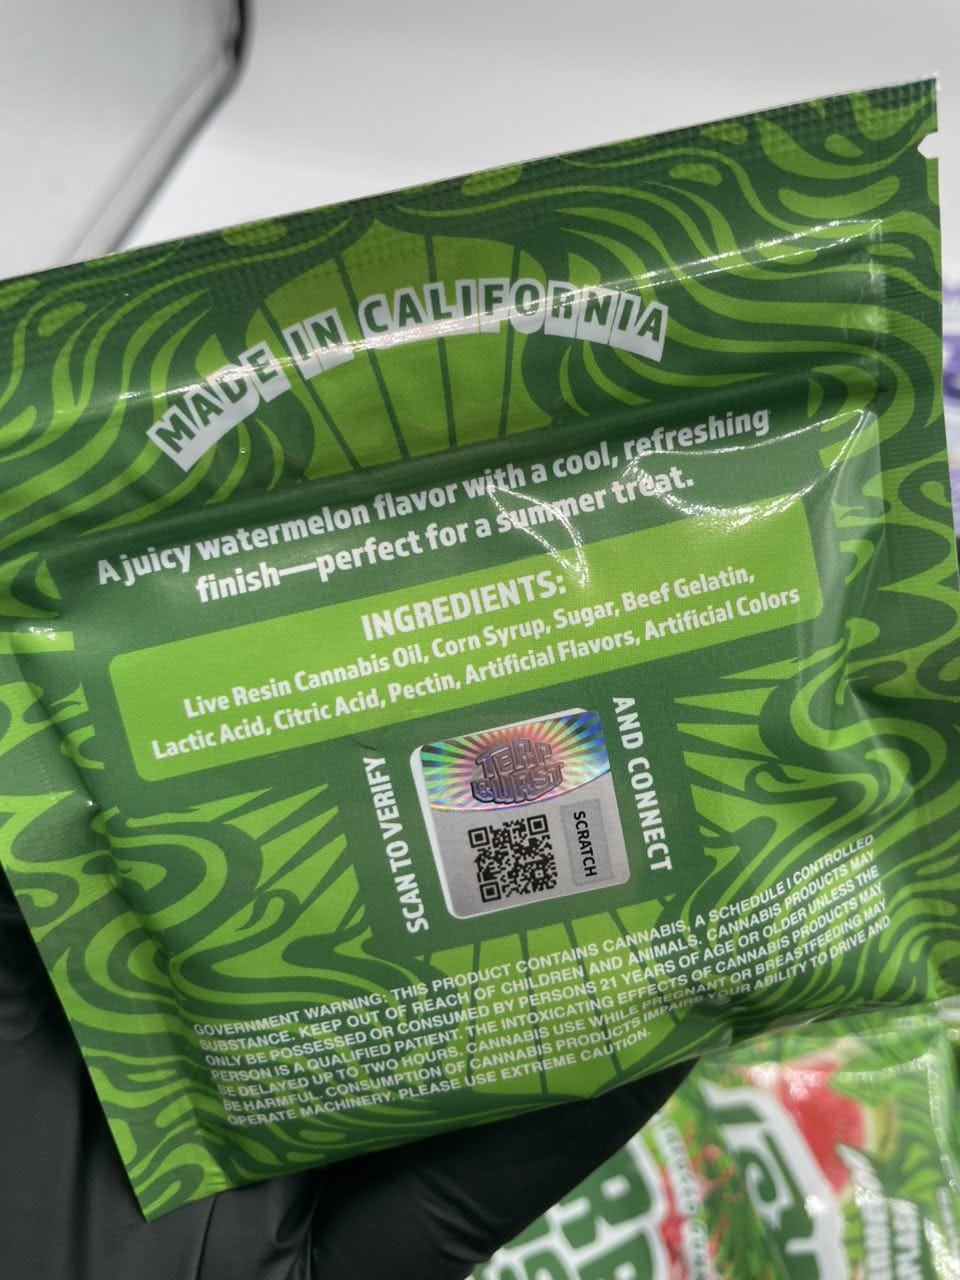 MADE IN CALIFORNIA
A juicy watermelon flavor with a cool, refreshing
finish—perfect for a summer treat.
INGREDIENTS:
Live Resin Cannabis Oil, Corn Syrup, Sugar, Beef Gelatin,
Lactic Acid, Citric Acid, Pectin, Artificial Flavors, Artificial Colors
SCAN TO VERIFY
TERP
BURST
SCRATCH
AND CONNECT
GOVERNMENT WARNING: THIS PRODUCT CONTAINS CANNABIS, A SCHEDULE I CONTROLLED
SUBSTANCE. KEEP OUT OF REACH OF CHILDREN AND ANIMALS. CANNABIS PRODUCTS MAY
ONLY BE POSSESSED OR CONSUMED BY PERSONS 21 YEARS OF AGE OR OLDER UNLESS THE
PERSON IS A QUALIFIED PATIENT. THE INTOXICATING EFFECTS OF CANNABIS PRODUCTS MAY
BE DELAYED UP TO TWO HOURS. CANNABIS USE WHILE PREGNANT OR BREASTFEEDING MAY
BE HARMFUL. CONSUMPTION OF CANNABIS PRODUCTS IMPAIRS YOUR ABILITY TO DRIVE AND
OPERATE MACHINERY. PLEASE USE EXTREME CAUTION.